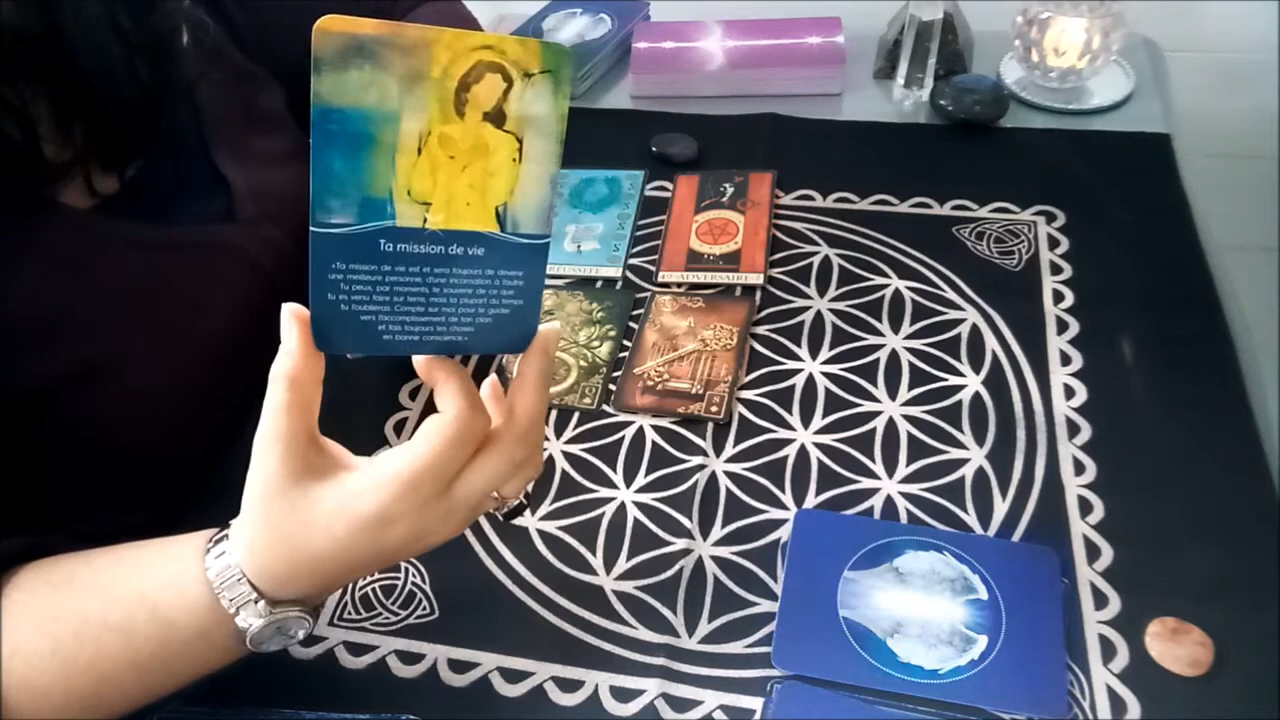 Ta mission de vie
«Ta mission de vie est et sera toujours de devenir
une meilleure personne, d'une incarnation à l'autre.
Tu peux, par moments, te souvenir de ce que
tu es venu faire sur terre, mais la plupart du temps
tu l'oublieras. Compte sur moi pour te guider
vers l'accomplissement de ton plan
et fais toujours les choses
en bonne conscience.»
RÉUSSITE
49-ADVERSAIRE